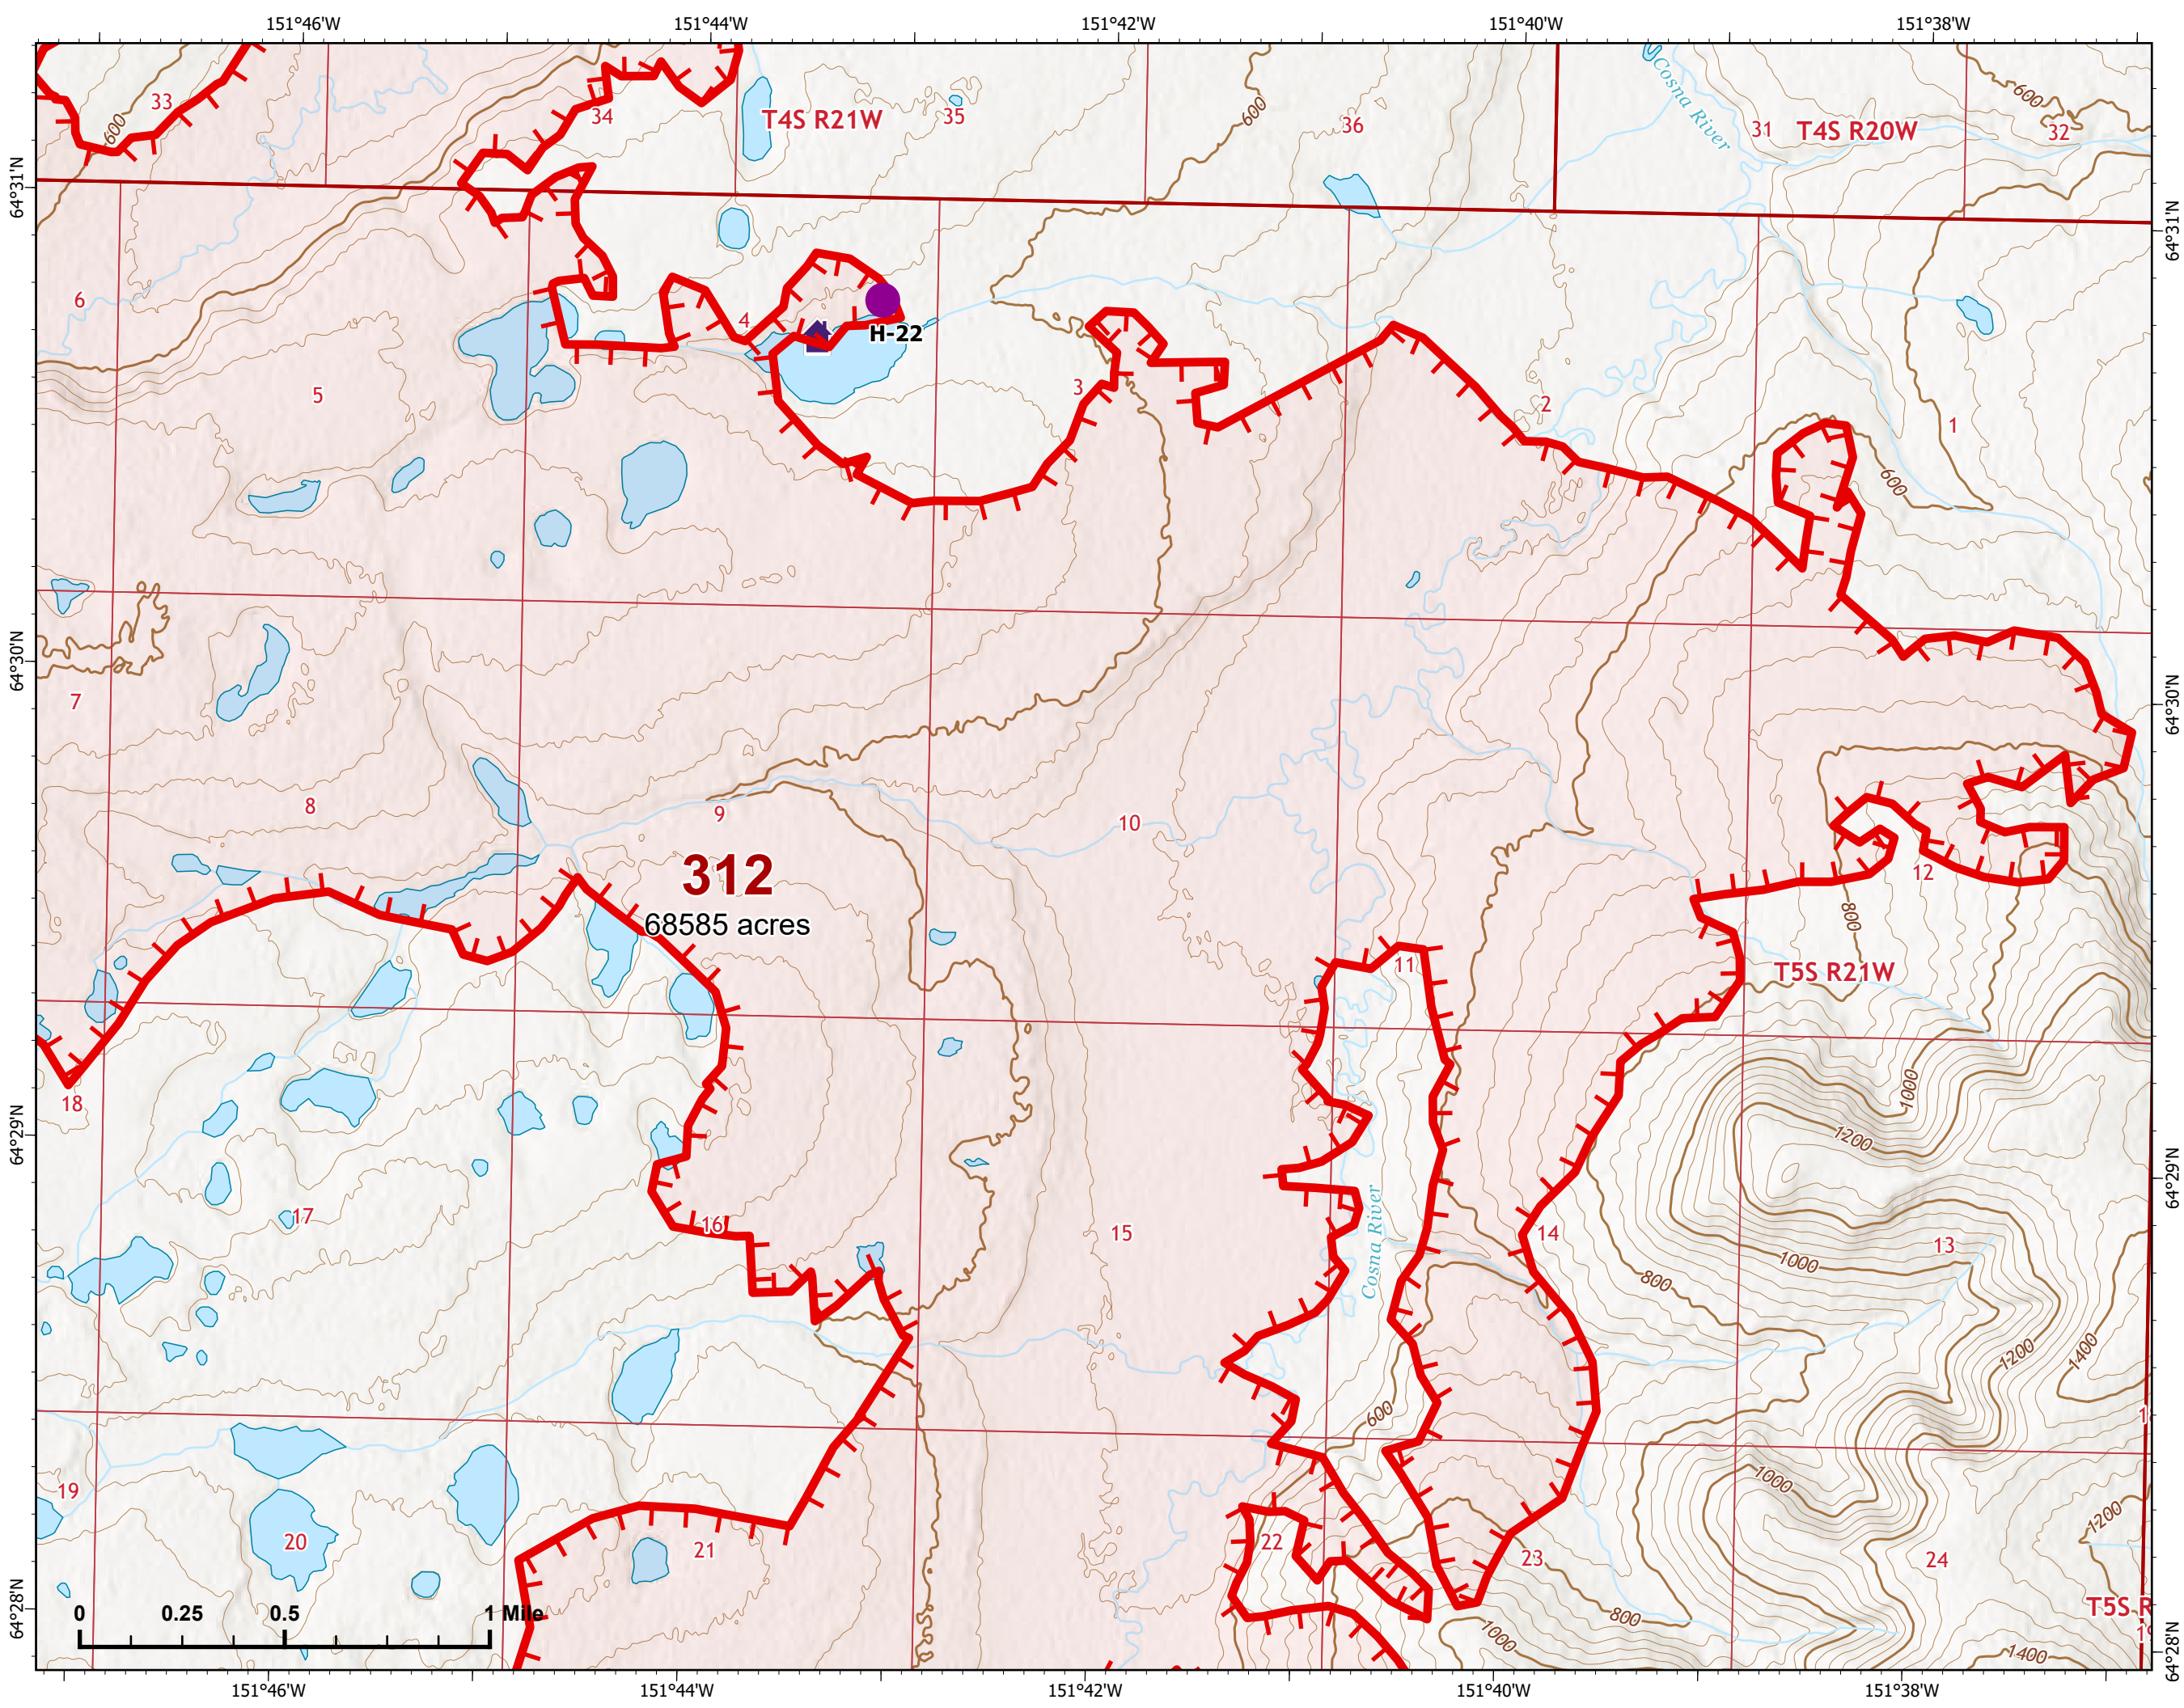 151°46'W 151°44'W 151°42'W 151°40'W 151°38'W
Cosna River
600 33 34 T4S R21W 35 600 36 31 T4S R20W 600 32
64°31'N
64°31'N
6 4 H-22
5 3 2 1
600
64°30'N
64°30'N
7
8 9 10
312
68585 acres
12
800
11 T5S R21W
18
1000
1200
64°29'N
64°29'N
17 16 15 Cosna River 14 13
1000
800
1200 1400
600
19 1000
20 21 22 23 24 1200
800
1000
1400
T5S R
64°28'N
64°28'N
0 0.25 0.5 1 Mile
151°46'W 151°44'W 151°42'W 151°40'W 151°38'W